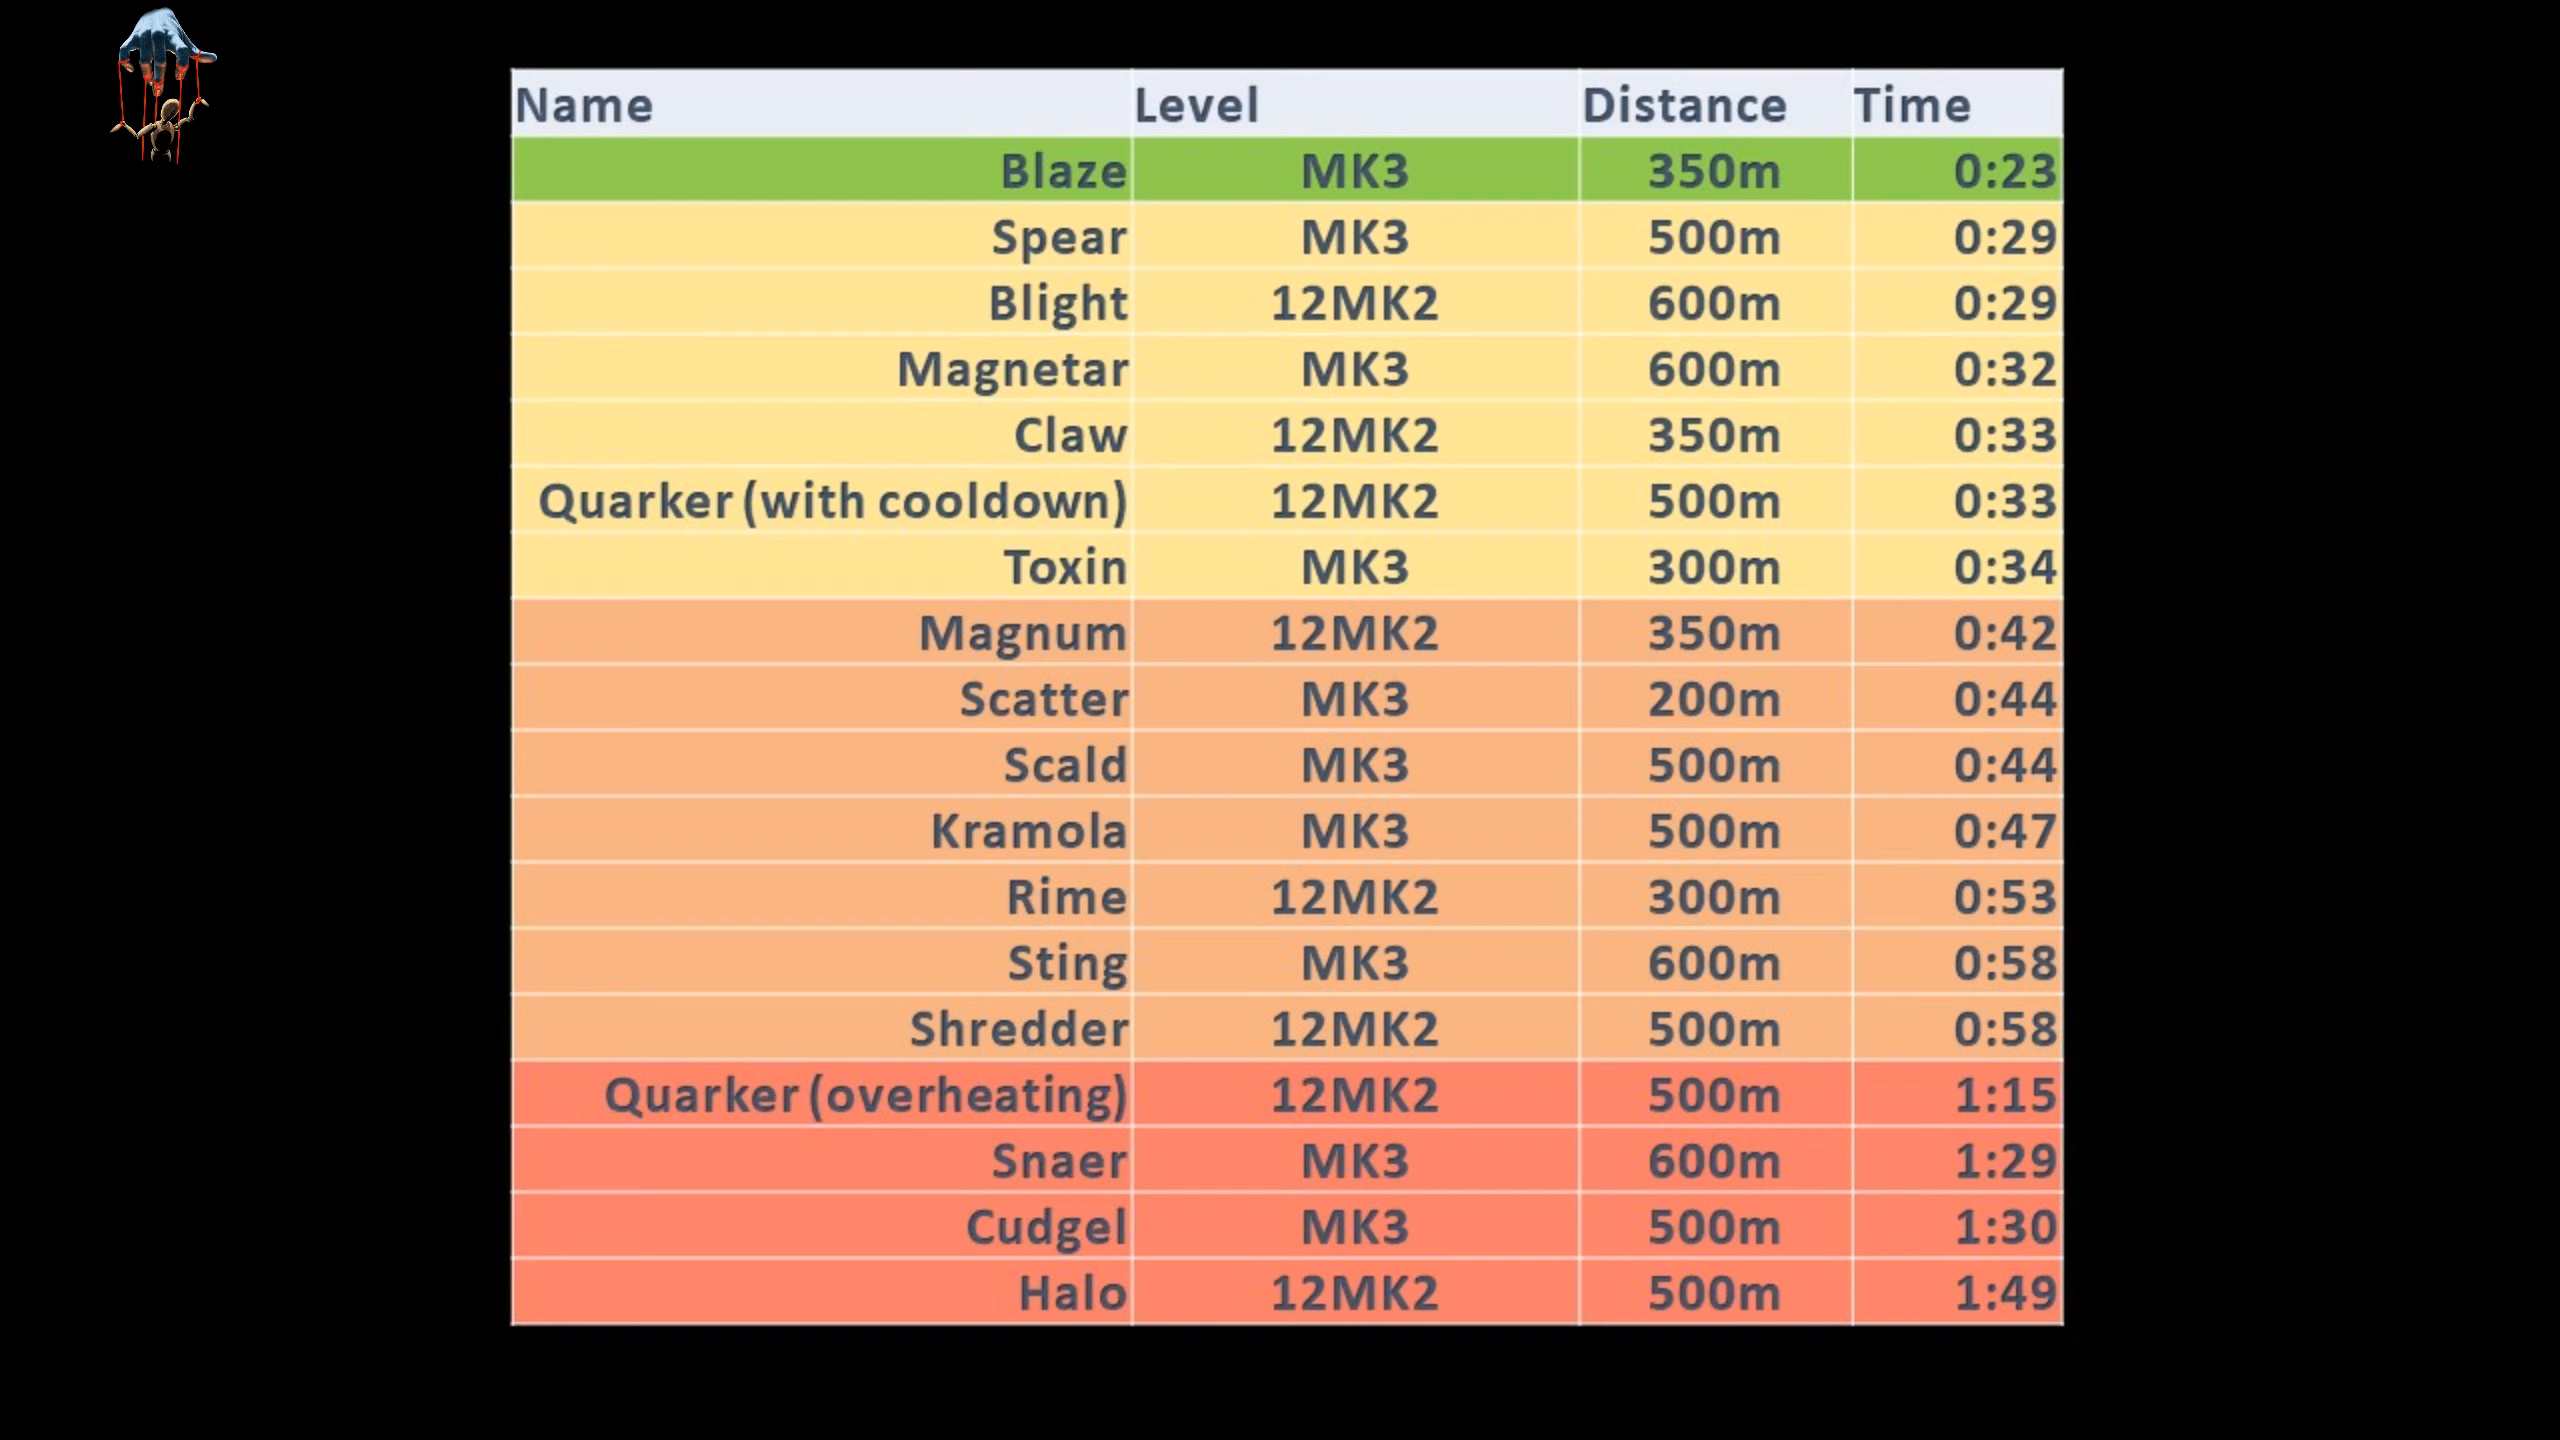 Name Level Distance Time
Blaze MK3 350m 0:23
Spear MK3 500m 0:29
Blight 12MK2 600m 0:29
Magnetar MK3 600m 0:32
Claw 12MK2 350m 0:33
Quarker (with cooldown) 12MK2 500m 0:33
Toxin MK3 300m 0:34
Magnum 12MK2 350m 0:42
Scatter MK3 200m 0:44
Scald MK3 500m 0:44
Kramola MK3 500m 0:47
Rime 12MK2 300m 0:53
Sting MK3 600m 0:58
Shredder 12MK2 500m 0:58
Quarker (overheating) 12MK2 500m 1:15
Snaer MK3 600m 1:29
Cudgel MK3 500m 1:30
Halo 12MK2 500m 1:49